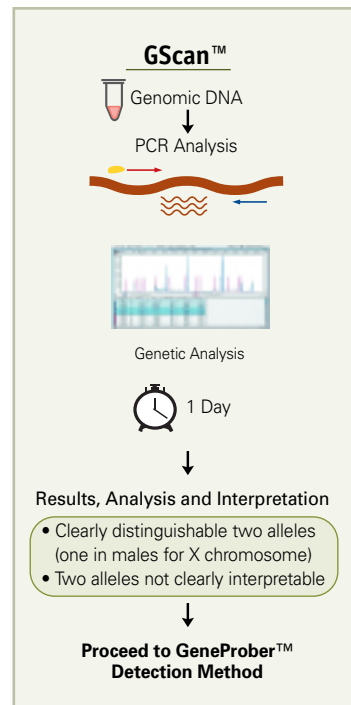 GScan™
Genomic DNA
PCR Analysis
Genetic Analysis
1 Day
Results, Analysis and Interpretation
• Clearly distinguishable two alleles
(one in males for X chromosome)
• Two alleles not clearly interpretable
Proceed to GeneProber™
Detection Method